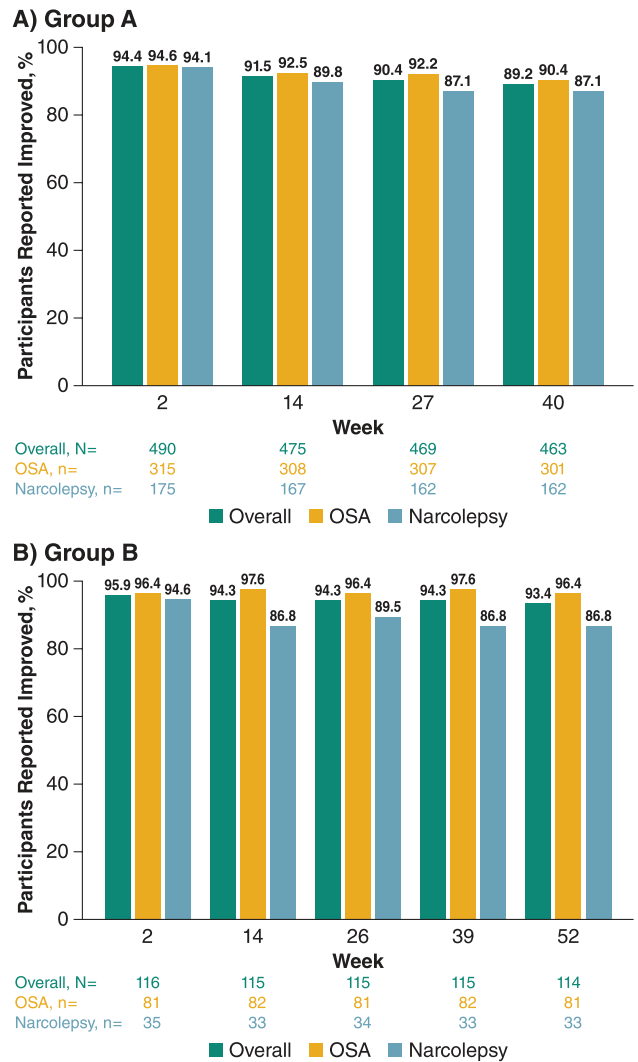 A) Group A
Participants Reported Improved, %
100
80
60
40
20
0
94.4 94.6 94.1
91.5 92.5 89.8
90.4 92.2 87.1
89.2 90.4 87.1
2 14 27 40
Week
Overall, N= 490 475 469 463
OSA, n= 315 308 307 301
Narcolepsy, n= 175 167 162 162
Overall OSA Narcolepsy
B) Group B
Participants Reported Improved, %
100
80
60
40
20
0
95.9 96.4 94.6
94.3 97.6 86.8
94.3 96.4 89.5
94.3 97.6 86.8
93.4 96.4 86.8
2 14 26 39 52
Week
Overall, N= 116 115 115 115 114
OSA, n= 81 82 81 82 81
Narcolepsy, n= 35 33 34 33 33
Overall OSA Narcolepsy